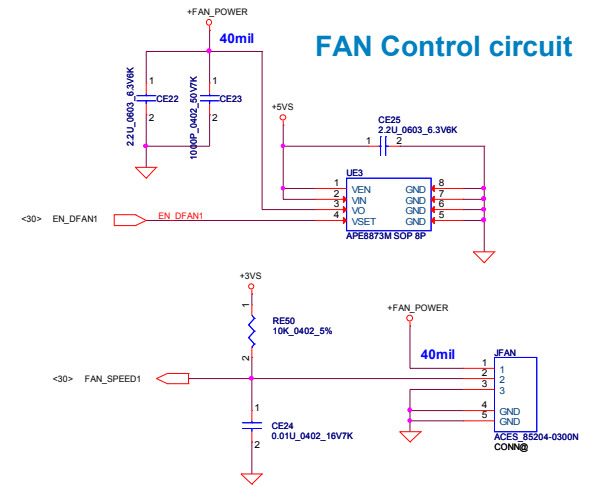 FAN Control circuit
+FAN_POWER
40mil
1
1
2.2U_0603_6.3V6K
CE22
1000P_0402_50V7K
CE23
2
2
+5VS
CE25
2.2U_0603_6.3V6K
1
2
UE3
1 VEN GND 8
2 VIN GND 7
3 VO GND 6
4 VSET GND 5
APE8873M SOP 8P
<30> EN_DFAN1 EN_DFAN1
+3VS
1
RE50
10K_0402_5%
2
+FAN_POWER
40mil
JFAN
1 1
2 2
3 3
4 GND
5 GND
ACES_85204-0300N
CONN@
<30> FAN_SPEED1
1
CE24
0.01U_0402_16V7K
2